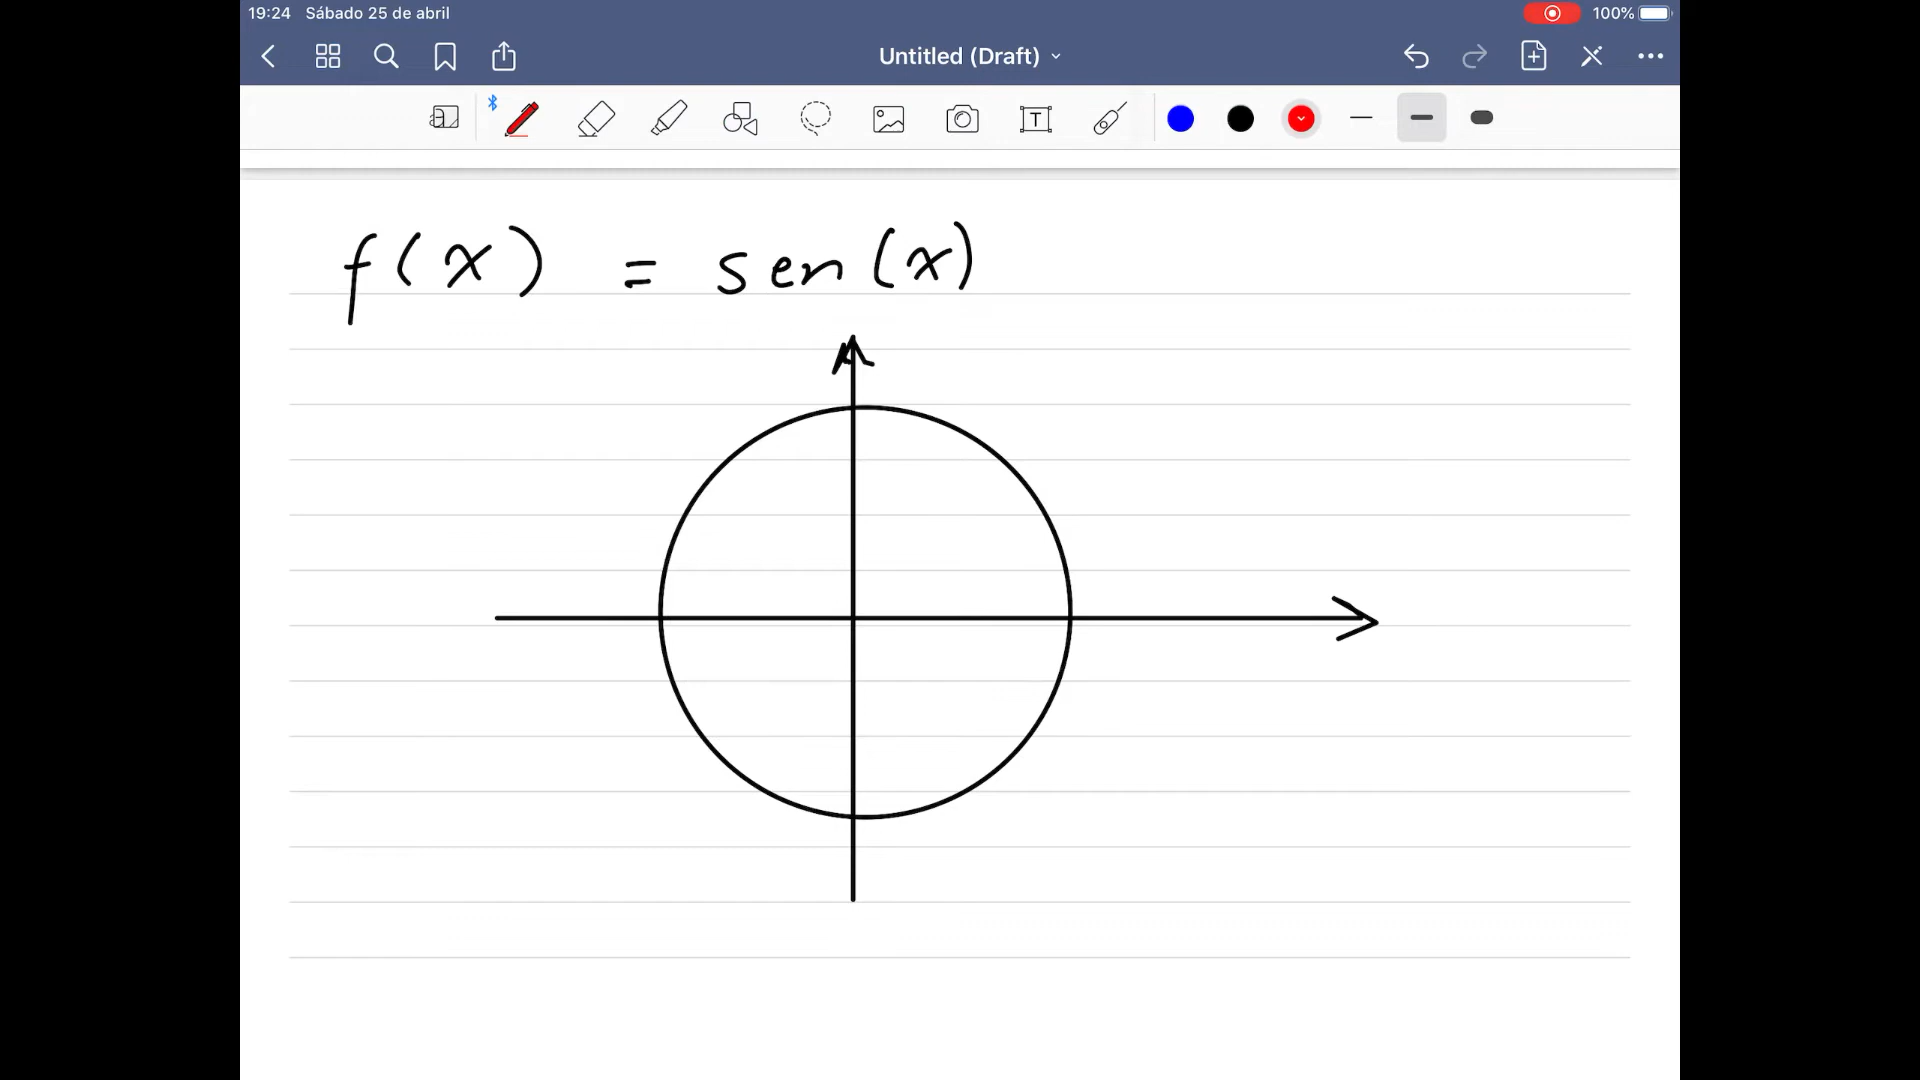 19:24 Sábado 25 de abril 100%
Untitled (Draft)
T
f(x) = sen(x)